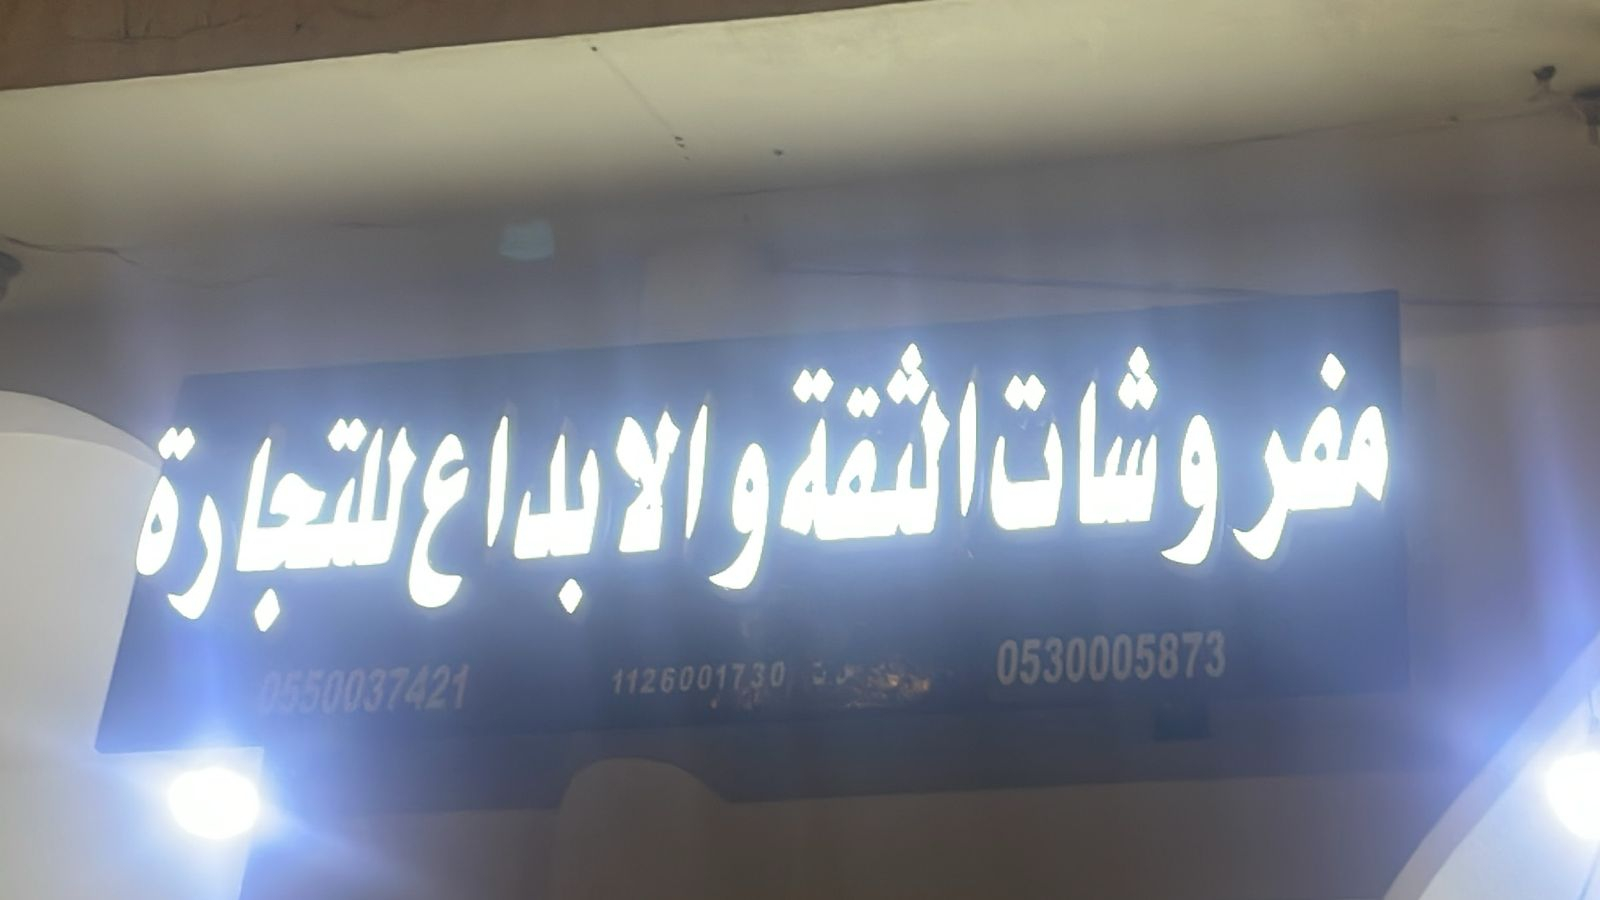 مفروشات الثقة والابداع للتجارة
0530005873 1126001730 0550037421